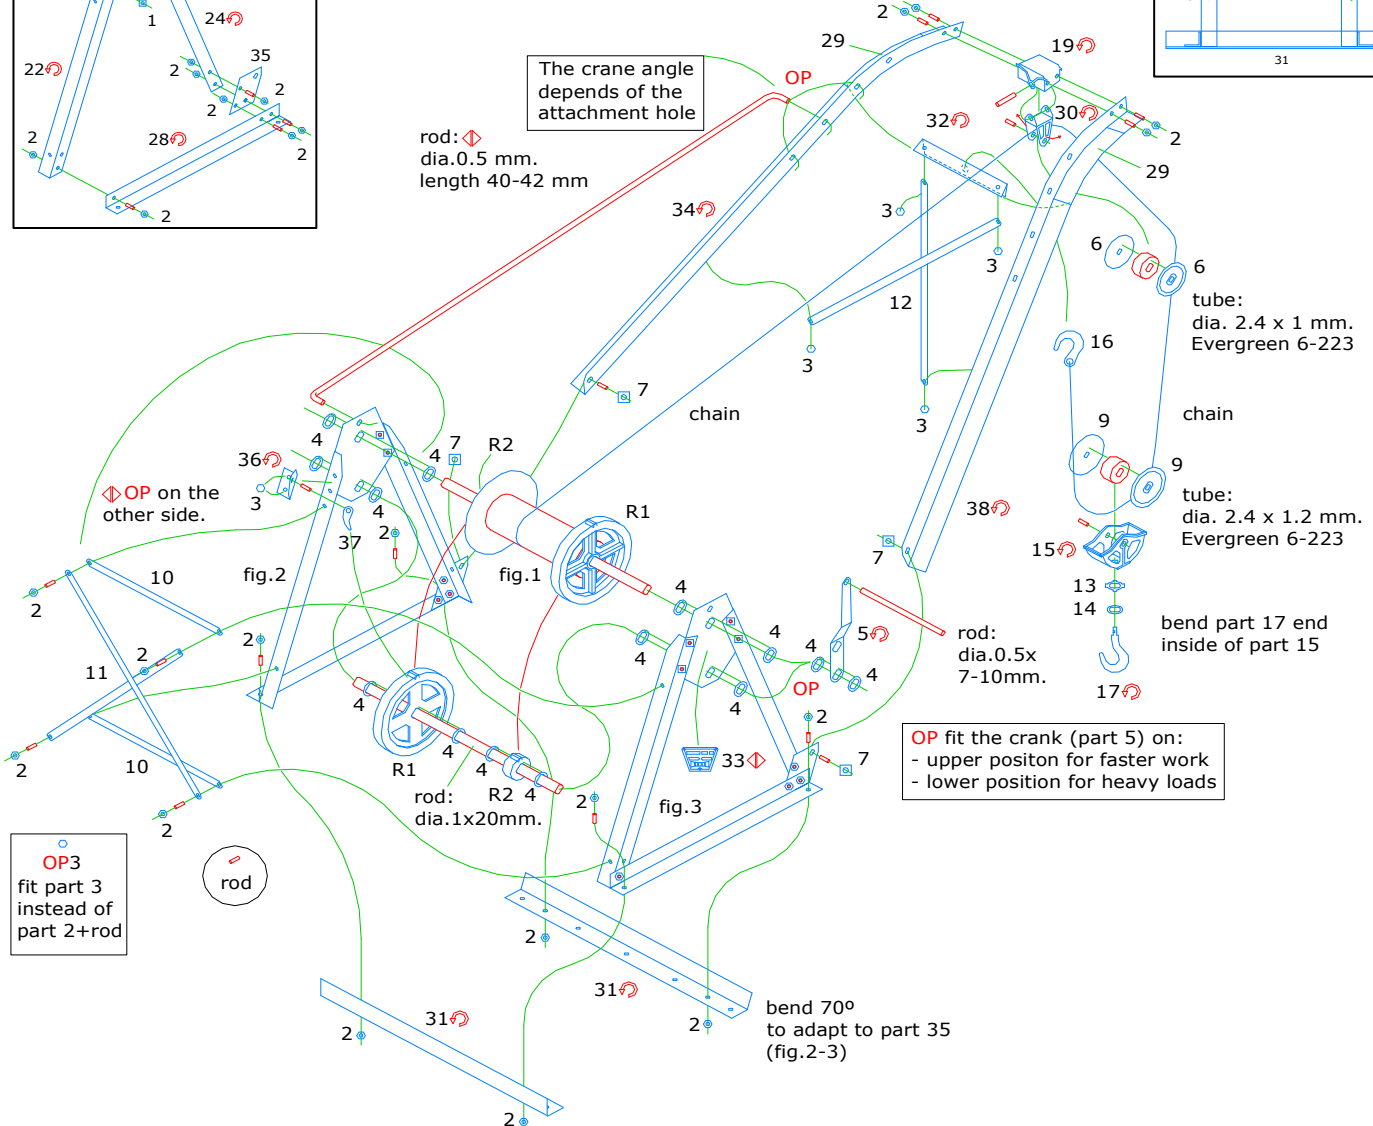 1
24
22
35
2
2
2
2
28
2
2
2
29
19
31
The crane angle
depends of the
attachment hole
OP
rod:
dia.0.5 mm.
length 40-42 mm
32
30
2
29
34
3
3
6
6
tube:
dia. 2.4 x 1 mm.
Evergreen 6-223
12
16
3
7
chain
3
chain
4
7
R2
4
9
9
36
OP on the
other side.
3
4
37
2
R1
tube:
dia. 2.4 x 1.2 mm.
Evergreen 6-223
38
7
15
fig.2
fig.1
13
14
10
2
4
4
4
4
5
4
4
rod:
dia.0.5x
7-10mm.
bend part 17 end
inside of part 15
17
2
11
2
4
OP
4
2
R1
4
4
R2
4
33
7
OP fit the crank (part 5) on:
- upper positon for faster work
- lower position for heavy loads
2
10
rod:
dia.1x20mm.
2
fig.3
2
OP3
fit part 3
instead of
part 2+rod
rod
2
31
31
2
2
bend 70º
to adapt to part 35
(fig.2-3)
2